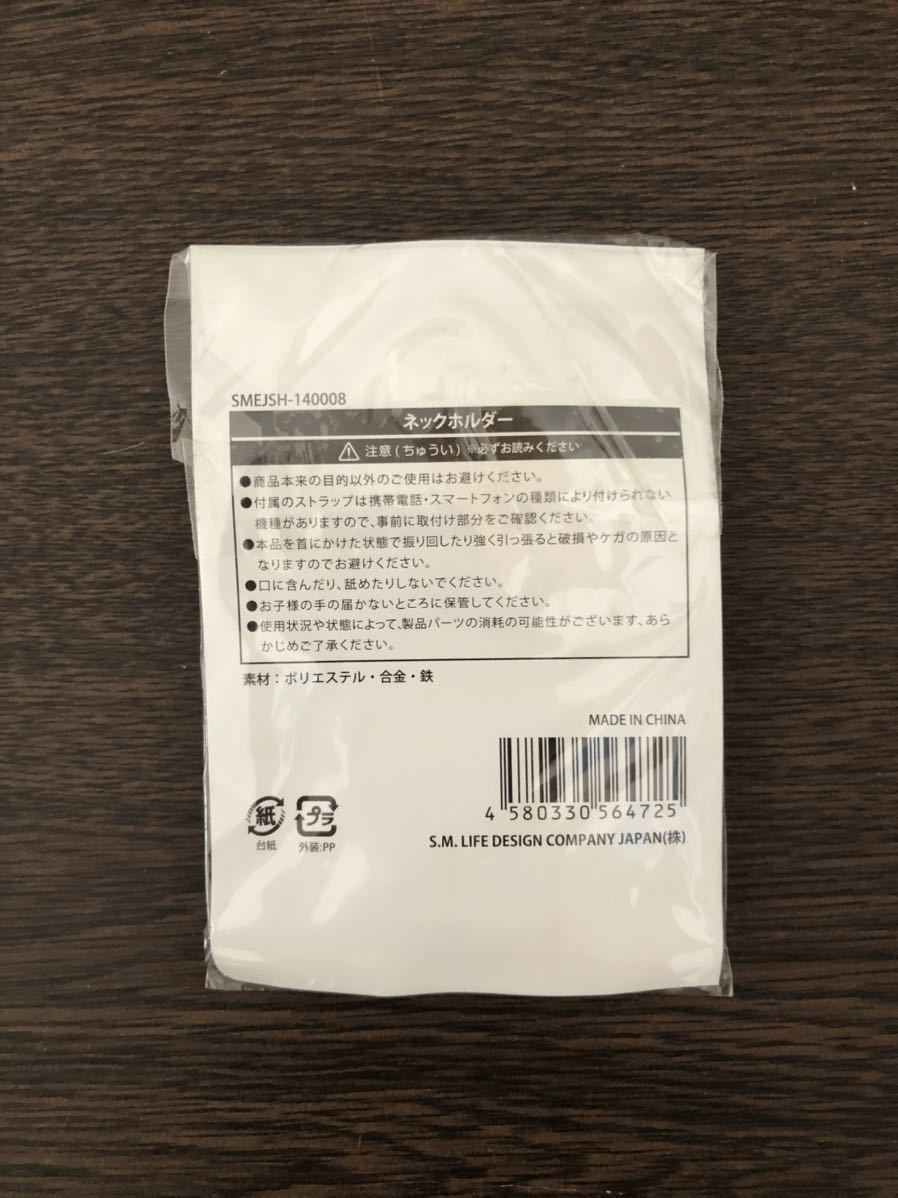 SMEJSH-140008
ネックホルダー
注意(ちゅうい)※必ずお読みください
●商品本来の目的以外のご使用はお避けください。
●付属のストラップは携帯電話・スマートフォンの種類により付けられない
機種がありますので、事前に取付け部分をご確認ください。
●本品を首にかけた状態で振り回したり強く引っ張ると破損やケガの原因と
なりますのでお避けください。
●口に含んだり、舐めたりしないでください。
●お子様の手の届かないところに保管してください。
●使用状況や状態によって、製品パーツの消耗の可能性がございます、あら
かじめご了承ください。
素材：ポリエステル・合金・鉄
MADE IN CHINA
4 580330 564725
紙
プラ
台紙
外装:PP
S.M. LIFE DESIGN COMPANY JAPAN(株)